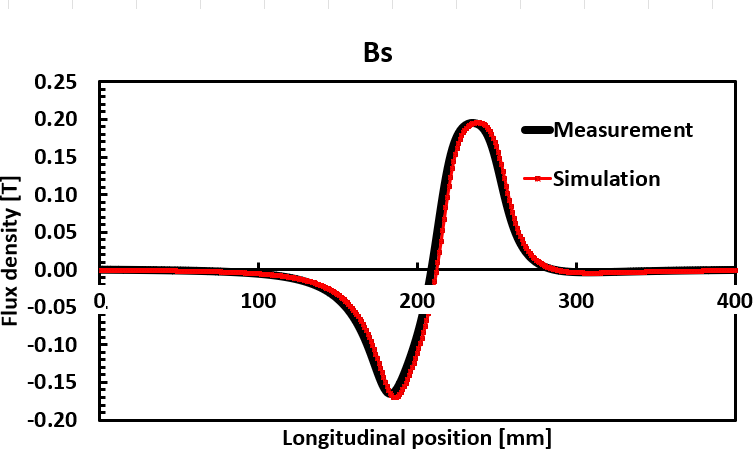 Bs
0.25
0.20
0.15
0.10
0.05
0.00
-0.05
-0.10
-0.15
-0.20
Flux density [T]
Measurement
Simulation
0 100 200 300 400
Longitudinal position [mm]